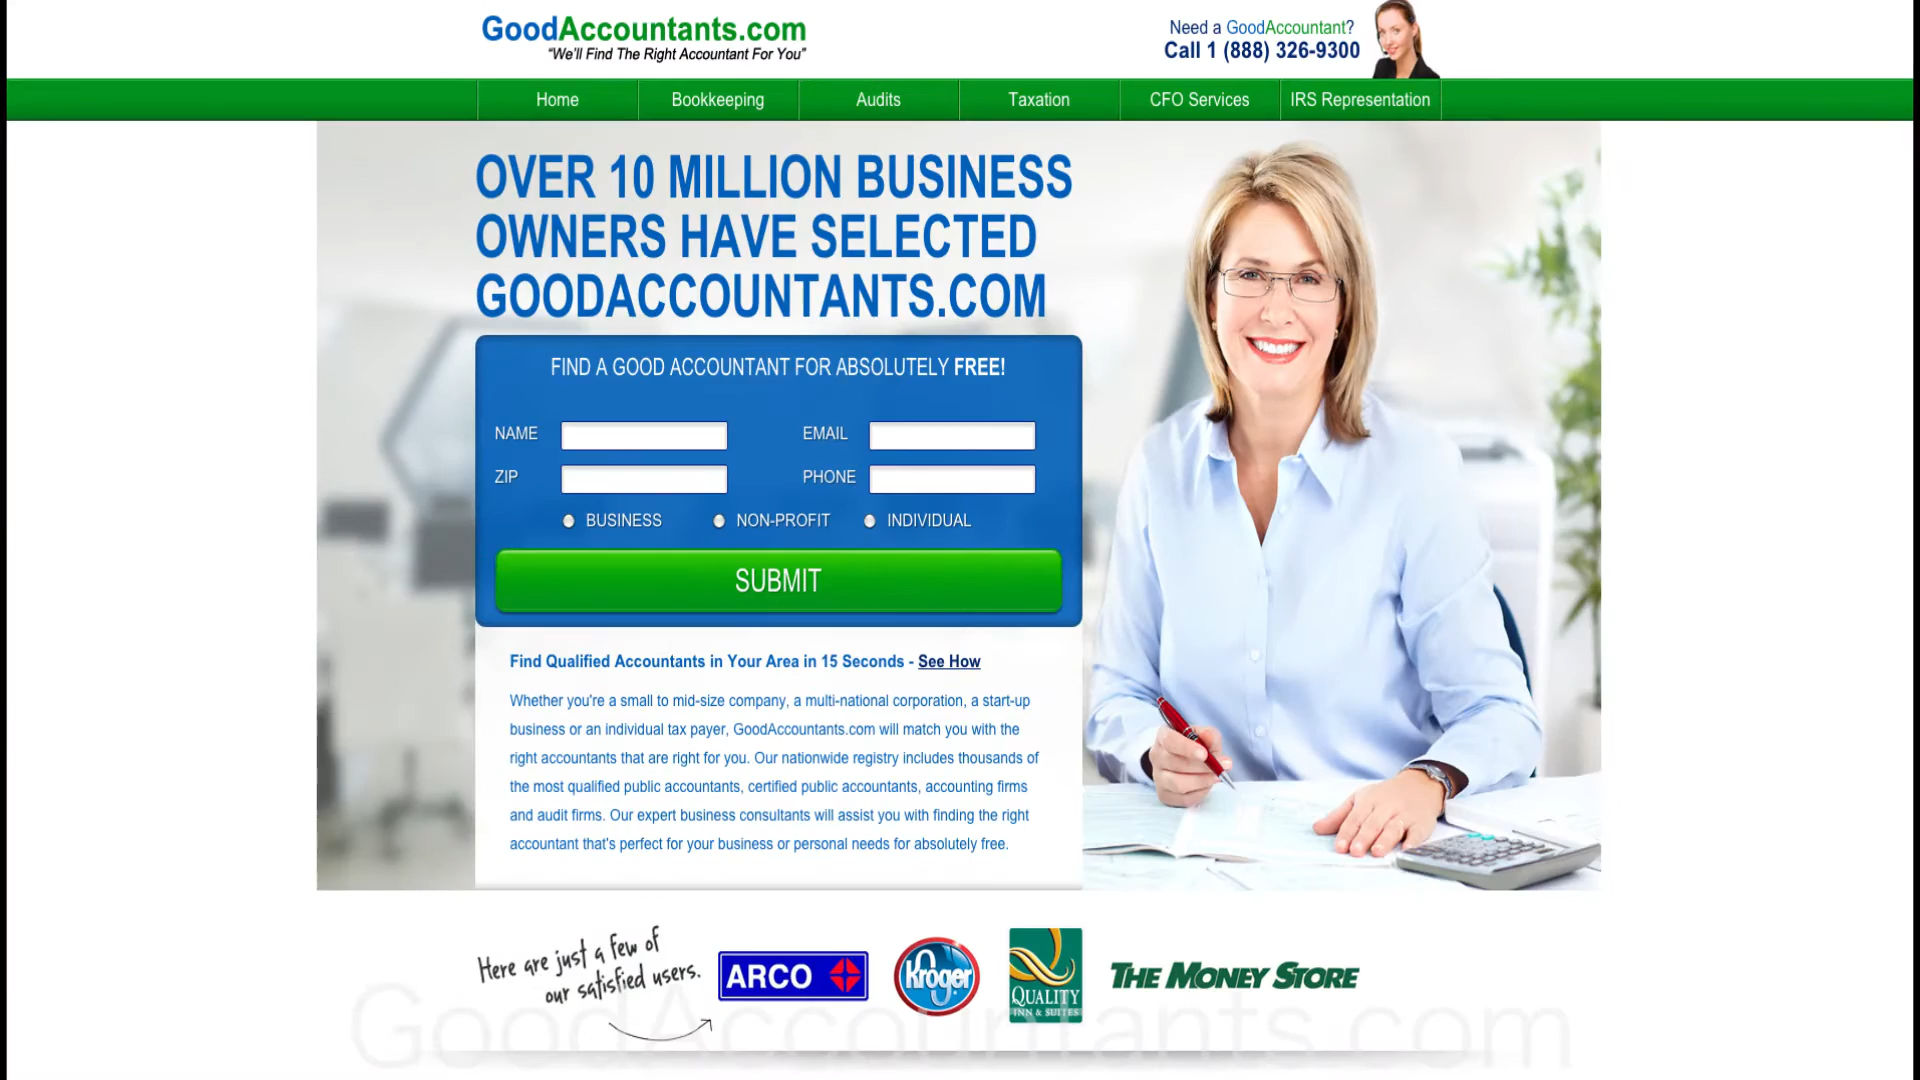 GoodAccountants.com
"We'll Find The Right Accountant For You"
Need a GoodAccountant?
Call 1 (888) 326-9300
Home
Bookkeeping
Audits
Taxation
CFO Services
IRS Representation
OVER 10 MILLION BUSINESS
OWNERS HAVE SELECTED
GOODACCOUNTANTS.COM
FIND A GOOD ACCOUNTANT FOR ABSOLUTELY FREE!
NAME
EMAIL
ZIP
PHONE
BUSINESS
NON-PROFIT
INDIVIDUAL
SUBMIT
Find Qualified Accountants in Your Area in 15 Seconds - See How
Whether you're a small to mid-size company, a multi-national corporation, a start-up
business or an individual tax payer, GoodAccountants.com will match you with the
right accountants that are right for you. Our nationwide registry includes thousands of
the most qualified public accountants, certified public accountants, accounting firms
and audit firms. Our expert business consultants will assist you with finding the right
accountant that's perfect for your business or personal needs for absolutely free.
Here are just a few of
our satisfied users.
ARCO
Kroger
QUALITY
INN & SUITES
THE MONEY STORE
GoodAccountants.com